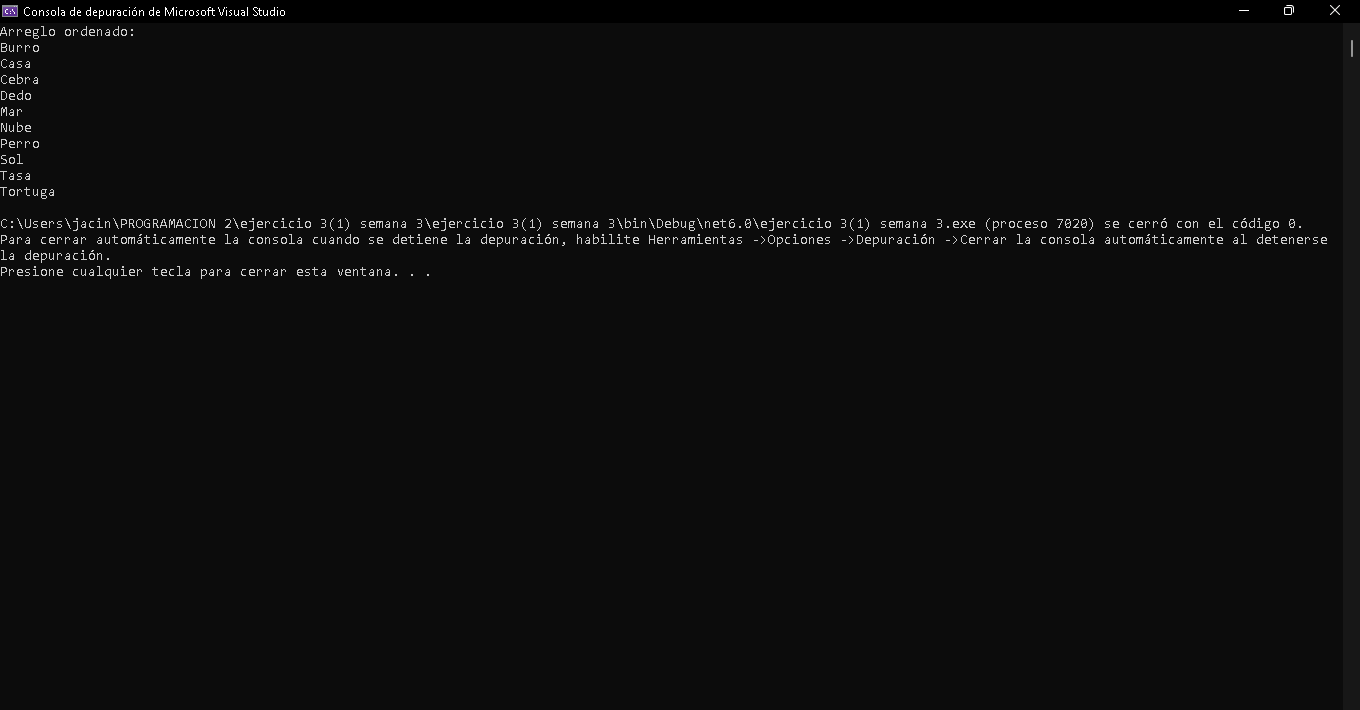 Consola de depuración de Microsoft Visual Studio
Arreglo ordenado:
Burro
Casa
Cebra
Dedo
Mar
Nube
Perro
Sol
Tasa
Tortuga
C:\Users\jacin\PROGRAMACION 2\ejercicio 3(1) semana 3\ejercicio 3(1) semana 3\bin\Debug\net6.0\ejercicio 3(1) semana 3.exe (proceso 7020) se cerró con el código 0.
Para cerrar automáticamente la consola cuando se detiene la depuración, habilite Herramientas ->Opciones ->Depuración ->Cerrar la consola automáticamente al detenerse
la depuración.
Presione cualquier tecla para cerrar esta ventana. . .